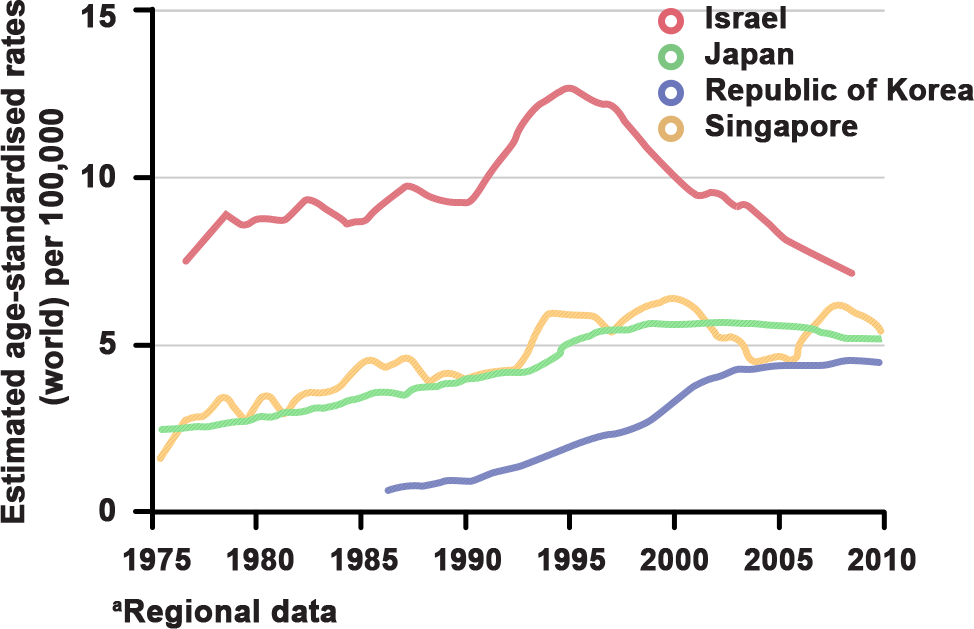 Estimated age-standardised rates
(world) per 100,000
15
10
5
0
Israel
Japan
Republic of Korea
Singapore
1975 1980 1985 1990 1995 2000 2005 2010
ᵃRegional data